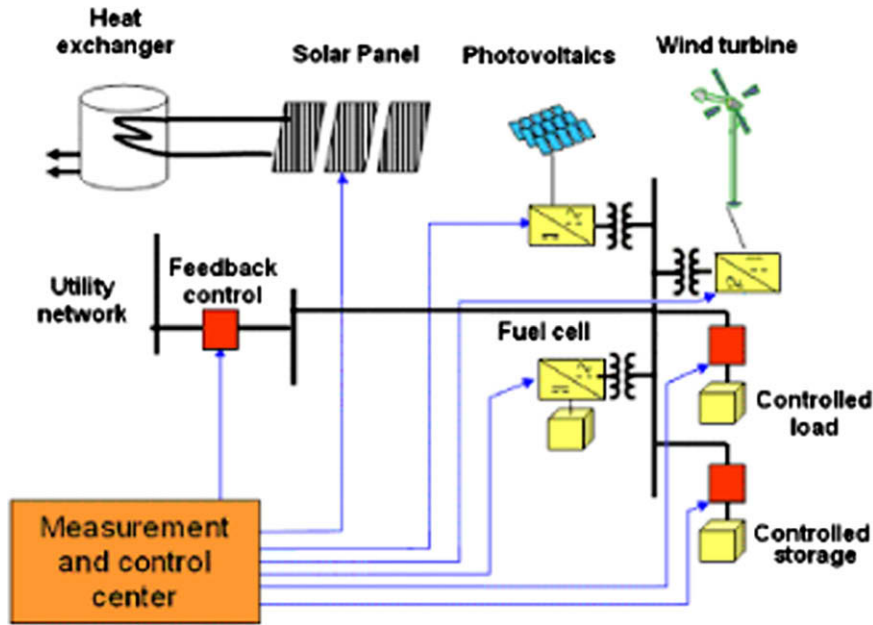 Heat
exchanger
Solar Panel
Photovoltaics
Wind turbine
Utility
network
Feedback
control
Fuel cell
Controlled
load
Measurement
and control
center
Controlled
storage